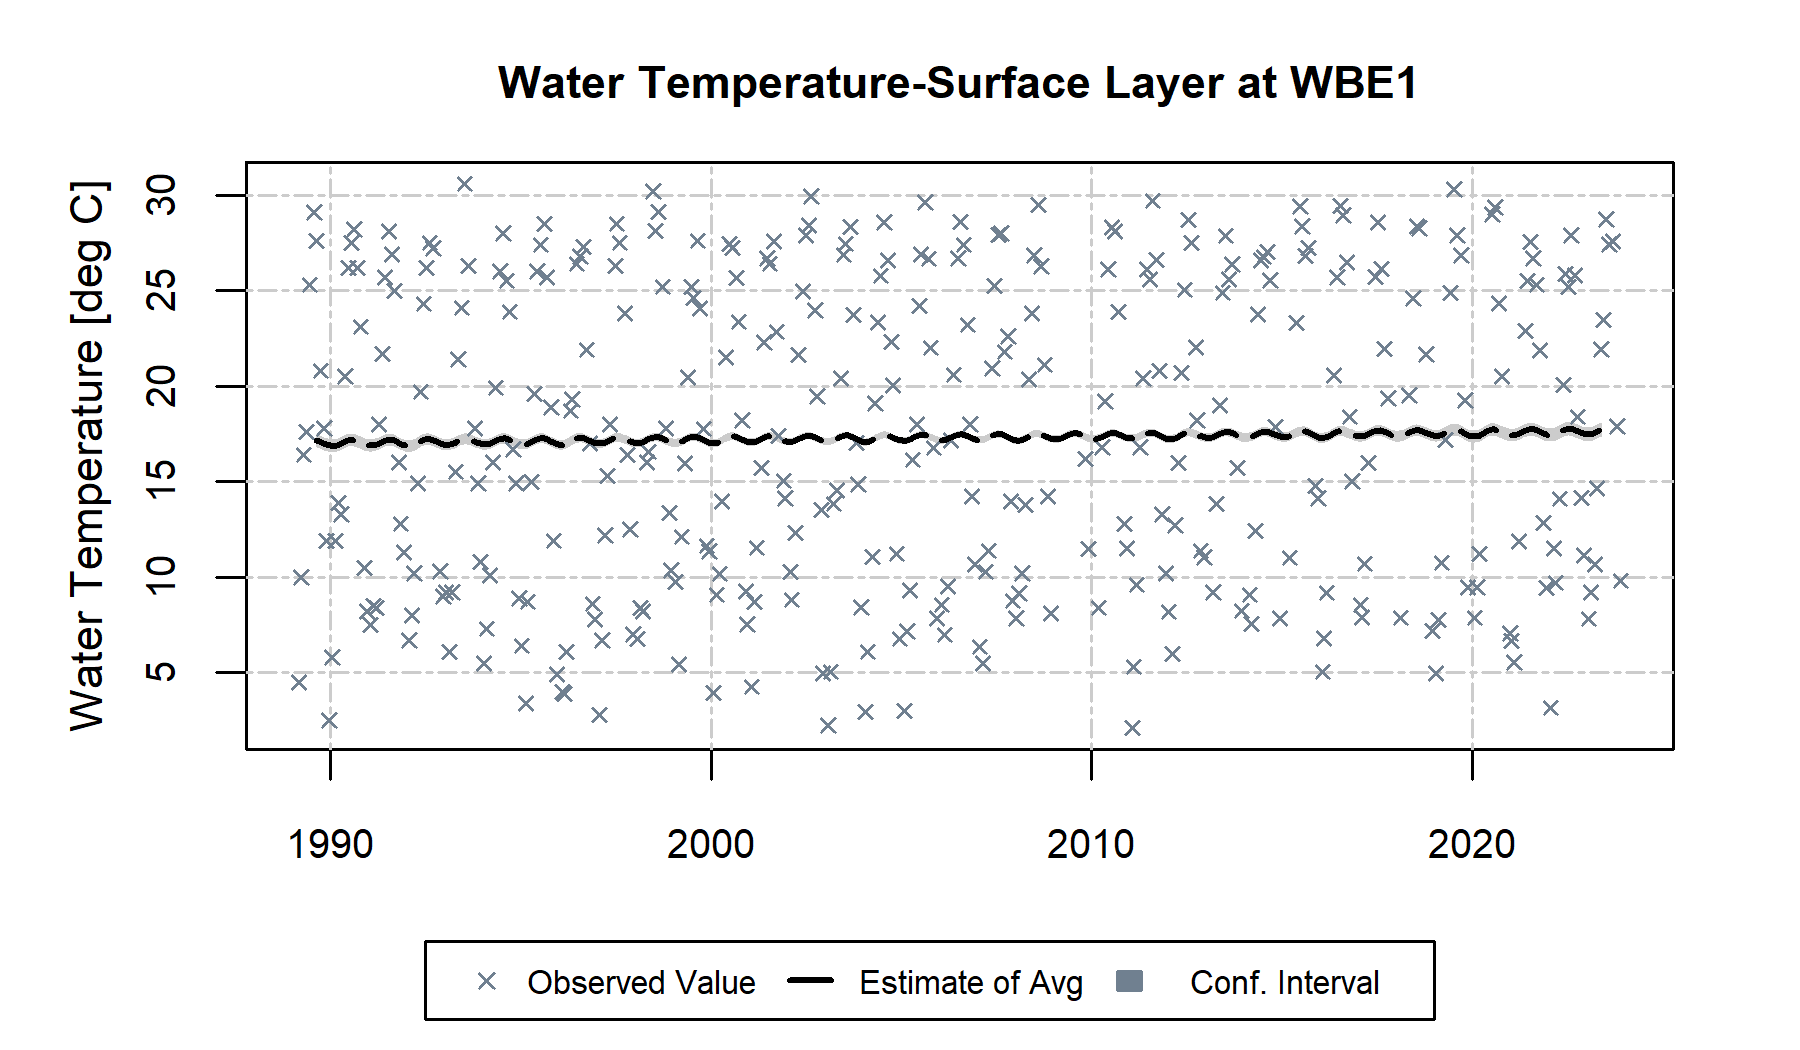 Water Temperature-Surface Layer at WBE1
Water Temperature [deg C]
30
25
20
15
10
5
1990 2000 2010 2020
Observed Value Estimate of Avg Conf. Interval